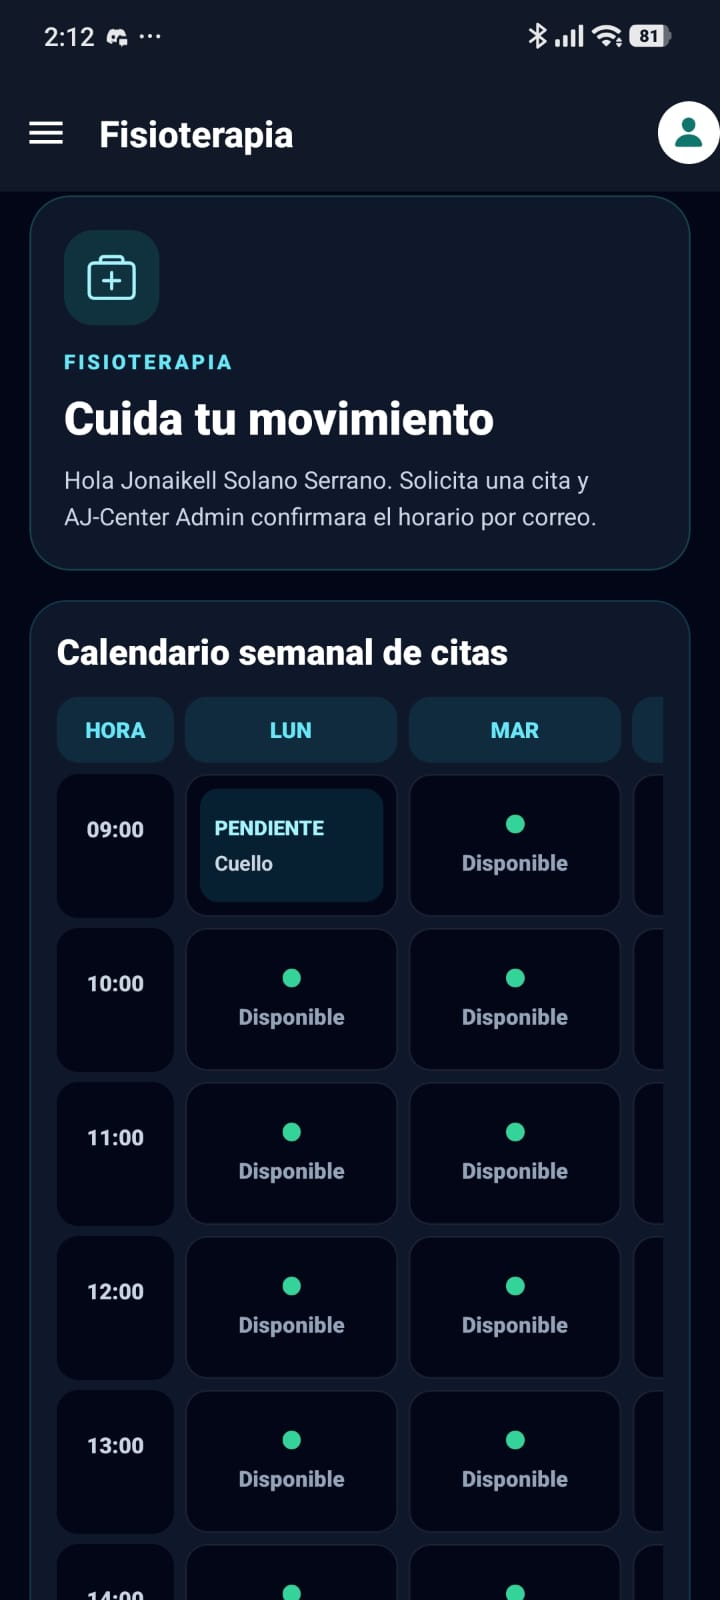 2:12
81
Fisioterapia
FISIOTERAPIA
Cuida tu movimiento
Hola Jonaikell Solano Serrano. Solicita una cita y
AJ-Center Admin confirmara el horario por correo.
Calendario semanal de citas
HORA LUN MAR
09:00 PENDIENTE
Cuello
Disponible
10:00 Disponible Disponible
11:00 Disponible Disponible
12:00 Disponible Disponible
13:00 Disponible Disponible
14:00